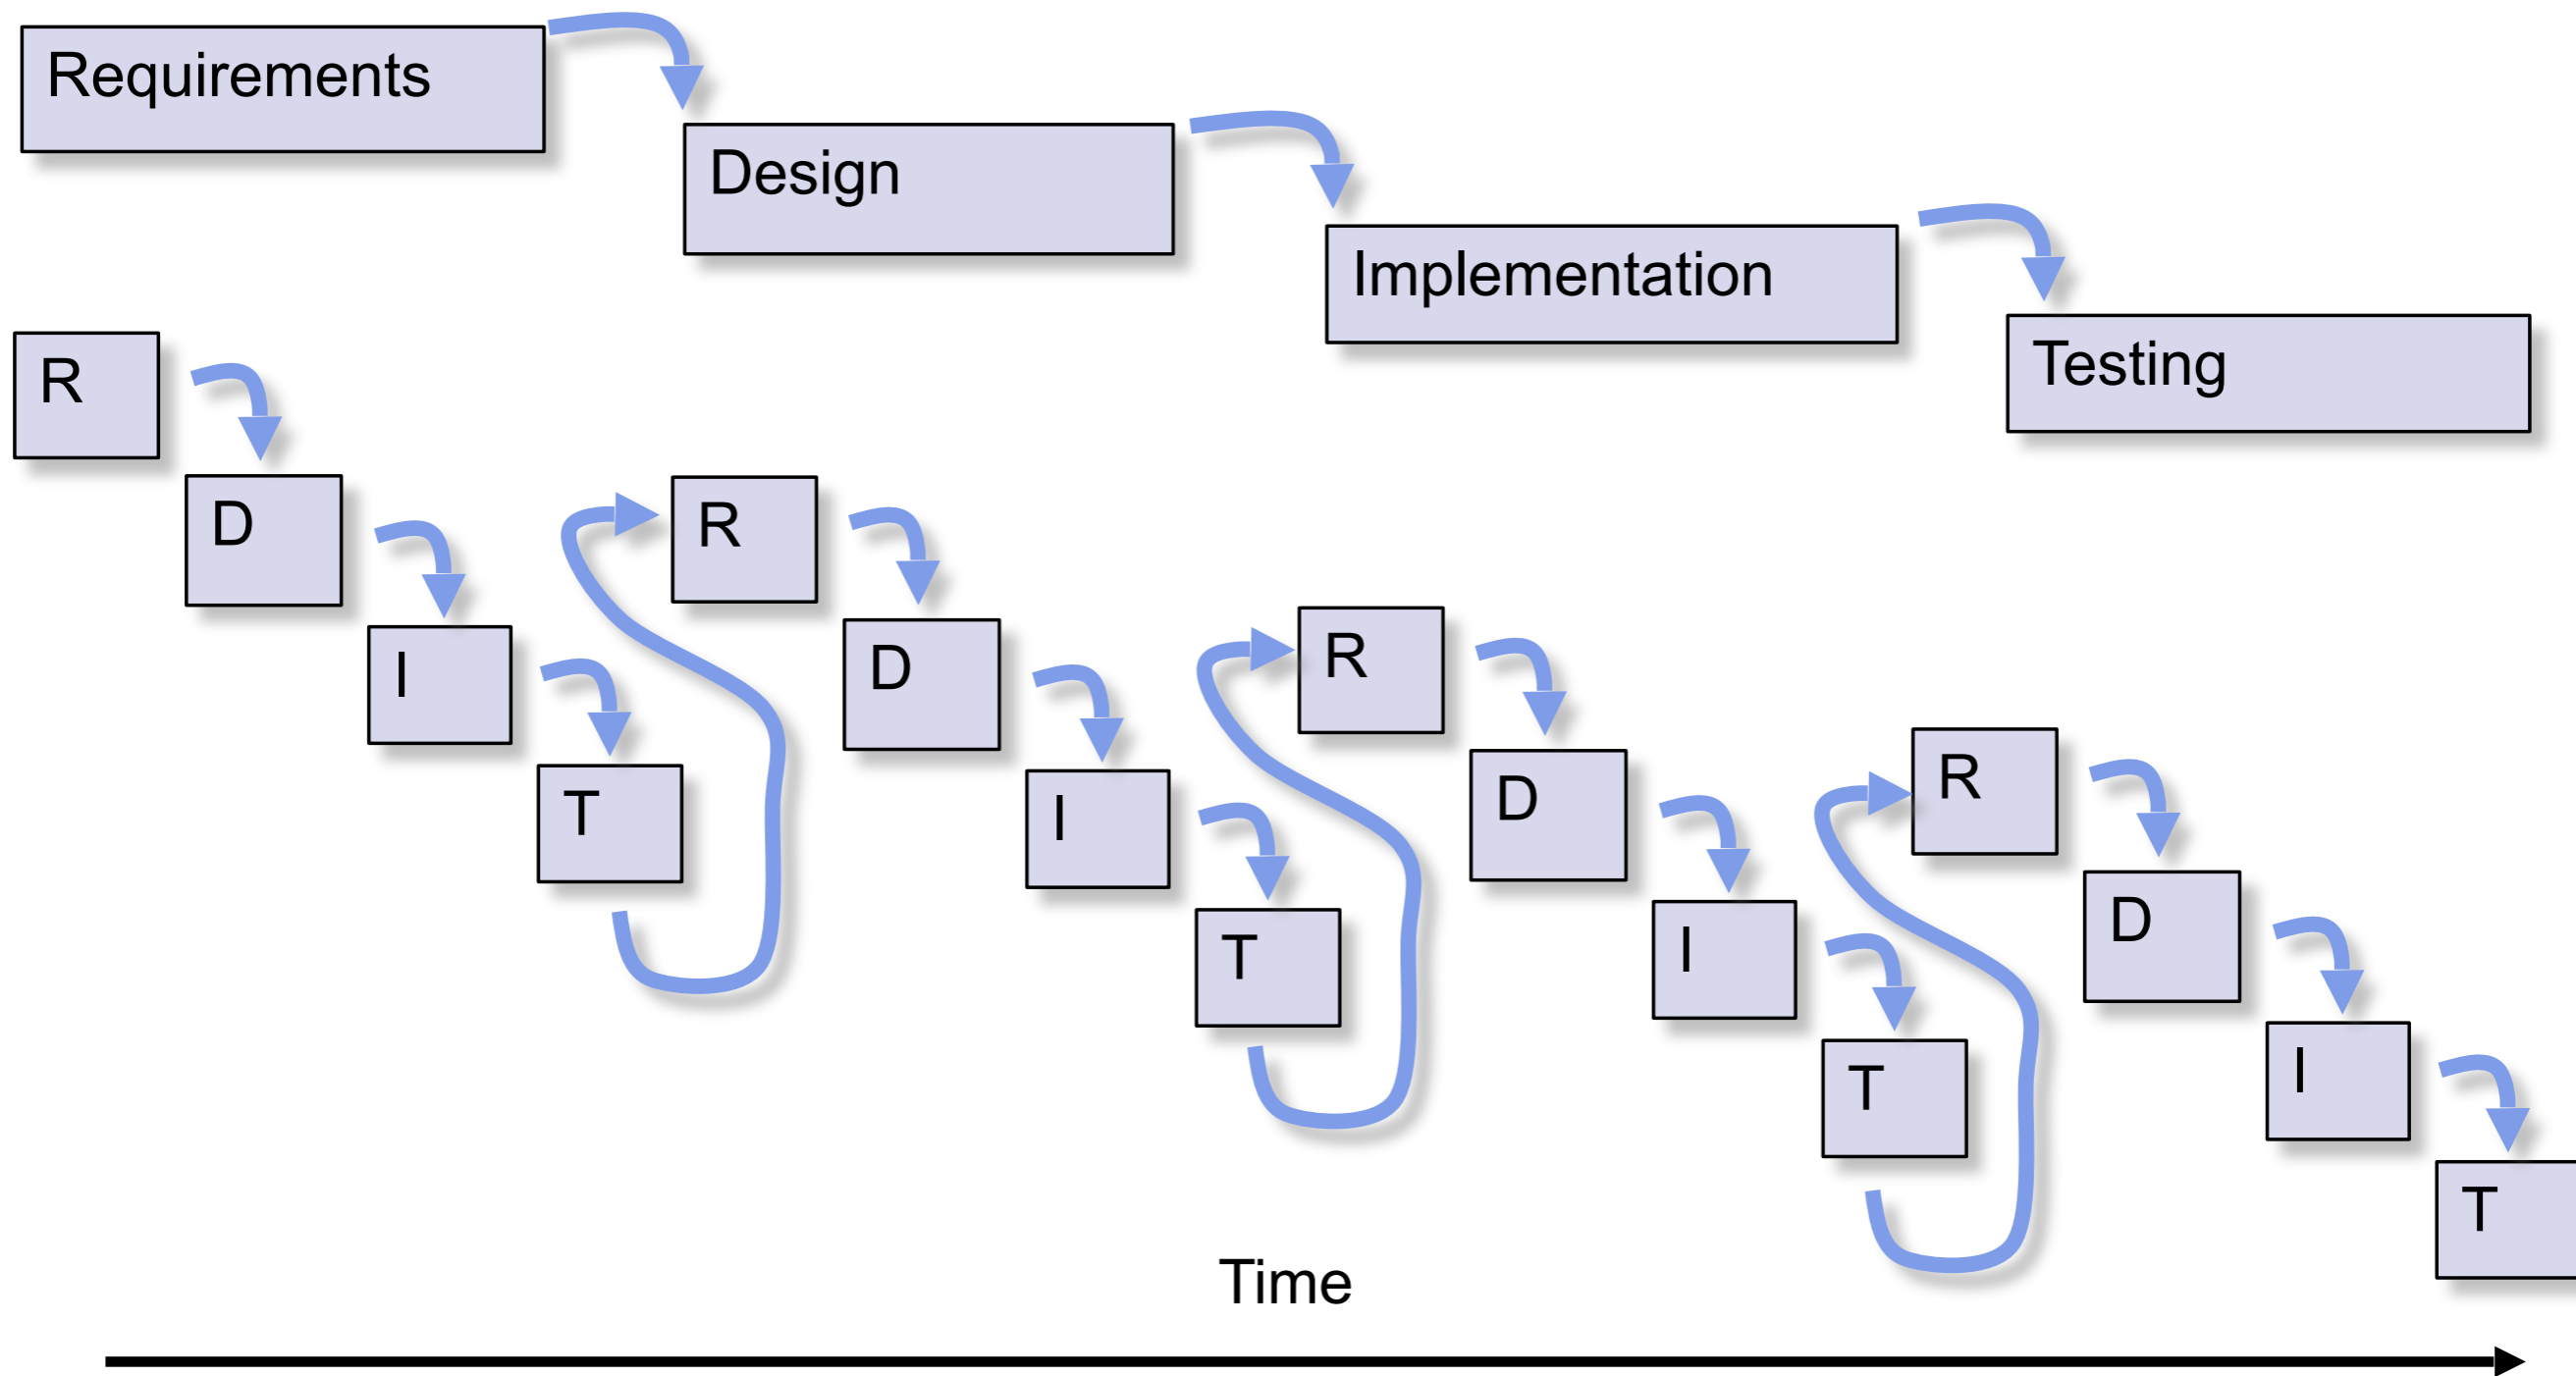 Requirements
Design
Implementation
Testing
R
D
I
T
R
D
I
T
R
D
I
T
R
D
I
T
Time